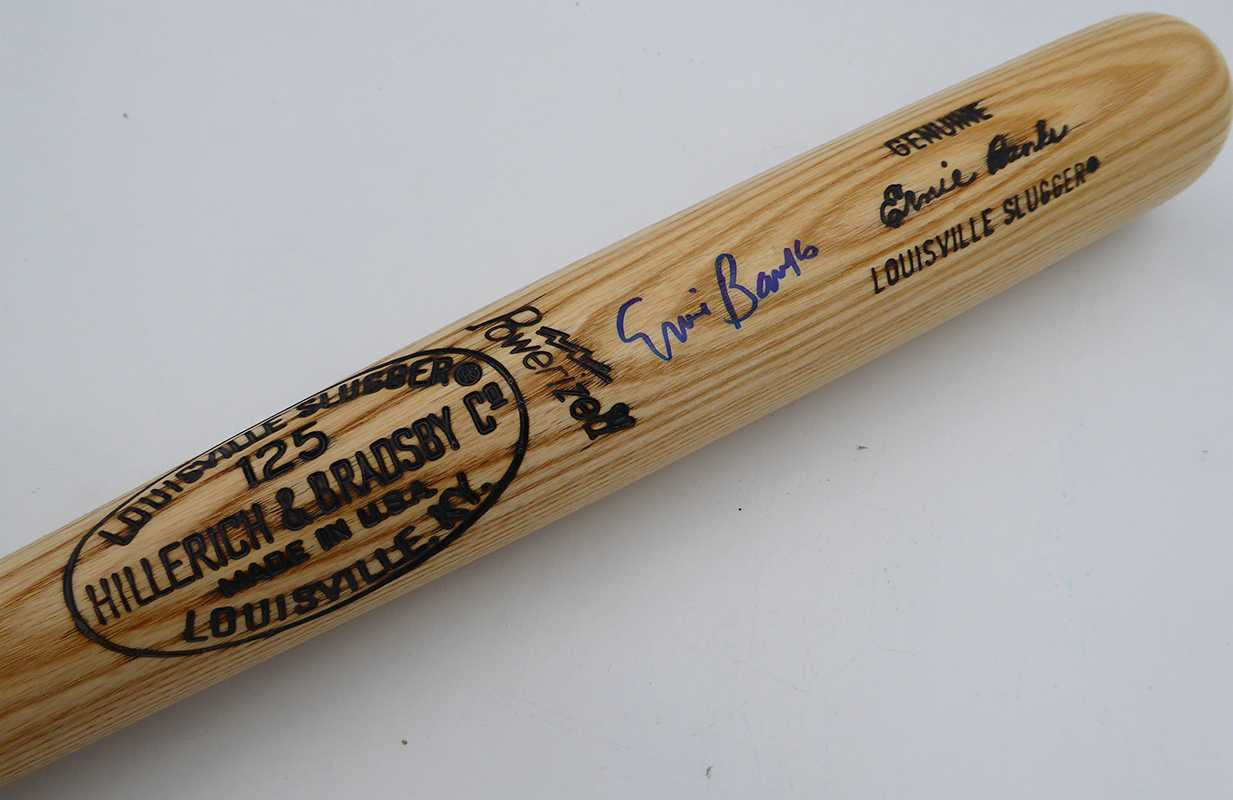 LOUISVILLE SLUGGER®
125
HILLERICH & BRADSBY Cº
MADE IN U.S.A.
LOUISVILLE, KY.
Powerized
Ernie Banks
GENUINE
Ernie Banks
LOUISVILLE SLUGGER®